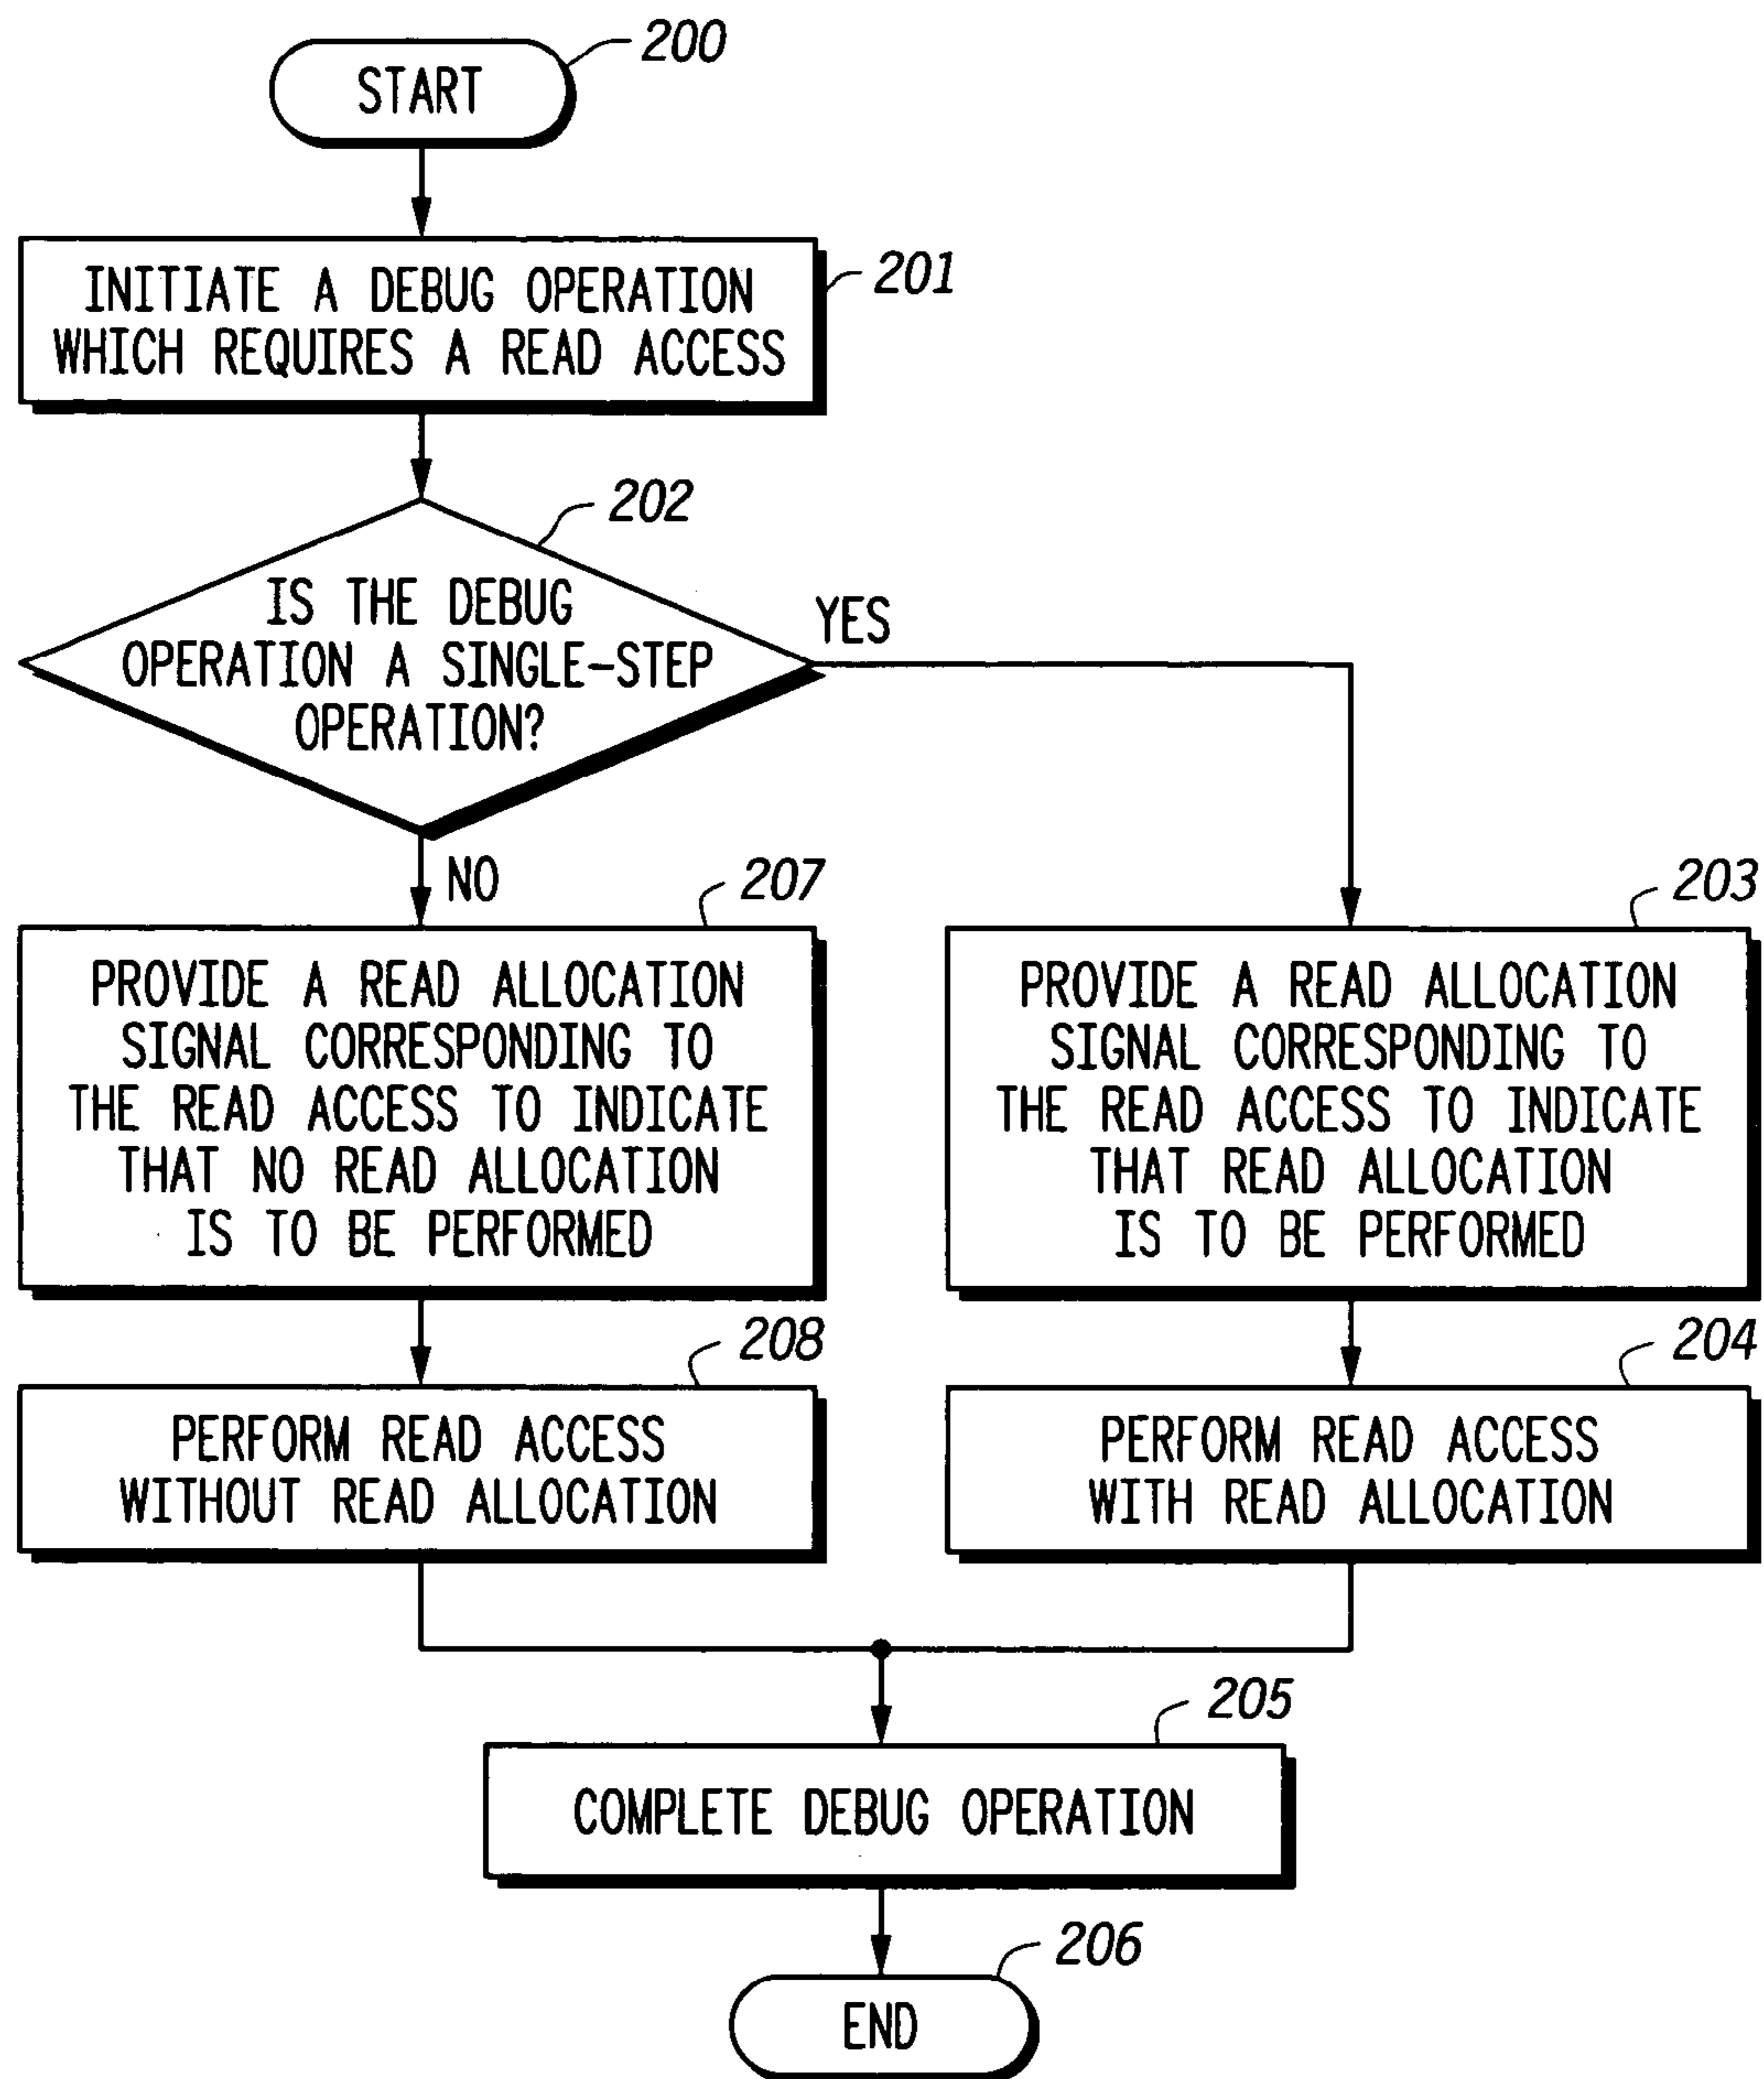 200
START
INITIATE A DEBUG OPERATION
WHICH REQUIRES A READ ACCESS
201
202
IS THE DEBUG
OPERATION A SINGLE-STEP
OPERATION?
YES
NO
207
PROVIDE A READ ALLOCATION
SIGNAL CORRESPONDING TO
THE READ ACCESS TO INDICATE
THAT NO READ ALLOCATION
IS TO BE PERFORMED
203
PROVIDE A READ ALLOCATION
SIGNAL CORRESPONDING TO
THE READ ACCESS TO INDICATE
THAT READ ALLOCATION
IS TO BE PERFORMED
208
PERFORM READ ACCESS
WITHOUT READ ALLOCATION
204
PERFORM READ ACCESS
WITH READ ALLOCATION
205
COMPLETE DEBUG OPERATION
206
END